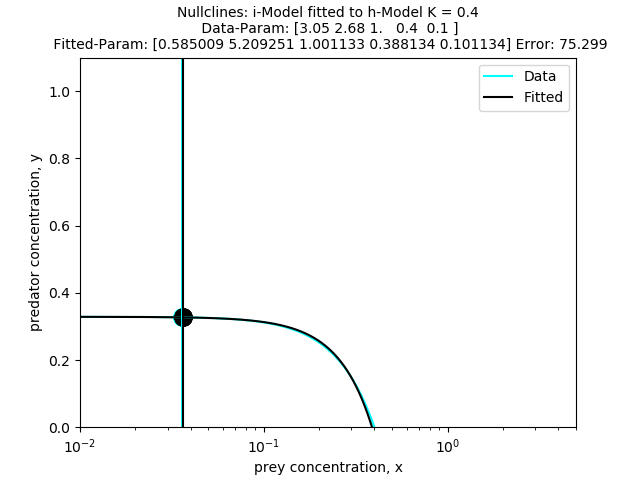 Nullclines: i-Model fitted to h-Model K = 0.4
Data-Param: [3.05 2.68 1.   0.4  0.1 ]
Fitted-Param: [0.585009 5.209251 1.001133 0.388134 0.101134] Error: 75.299
Data
Fitted
predator concentration, y
1.0
0.8
0.6
0.4
0.2
0.0
10⁻²
10⁻¹
10⁰
prey concentration, x